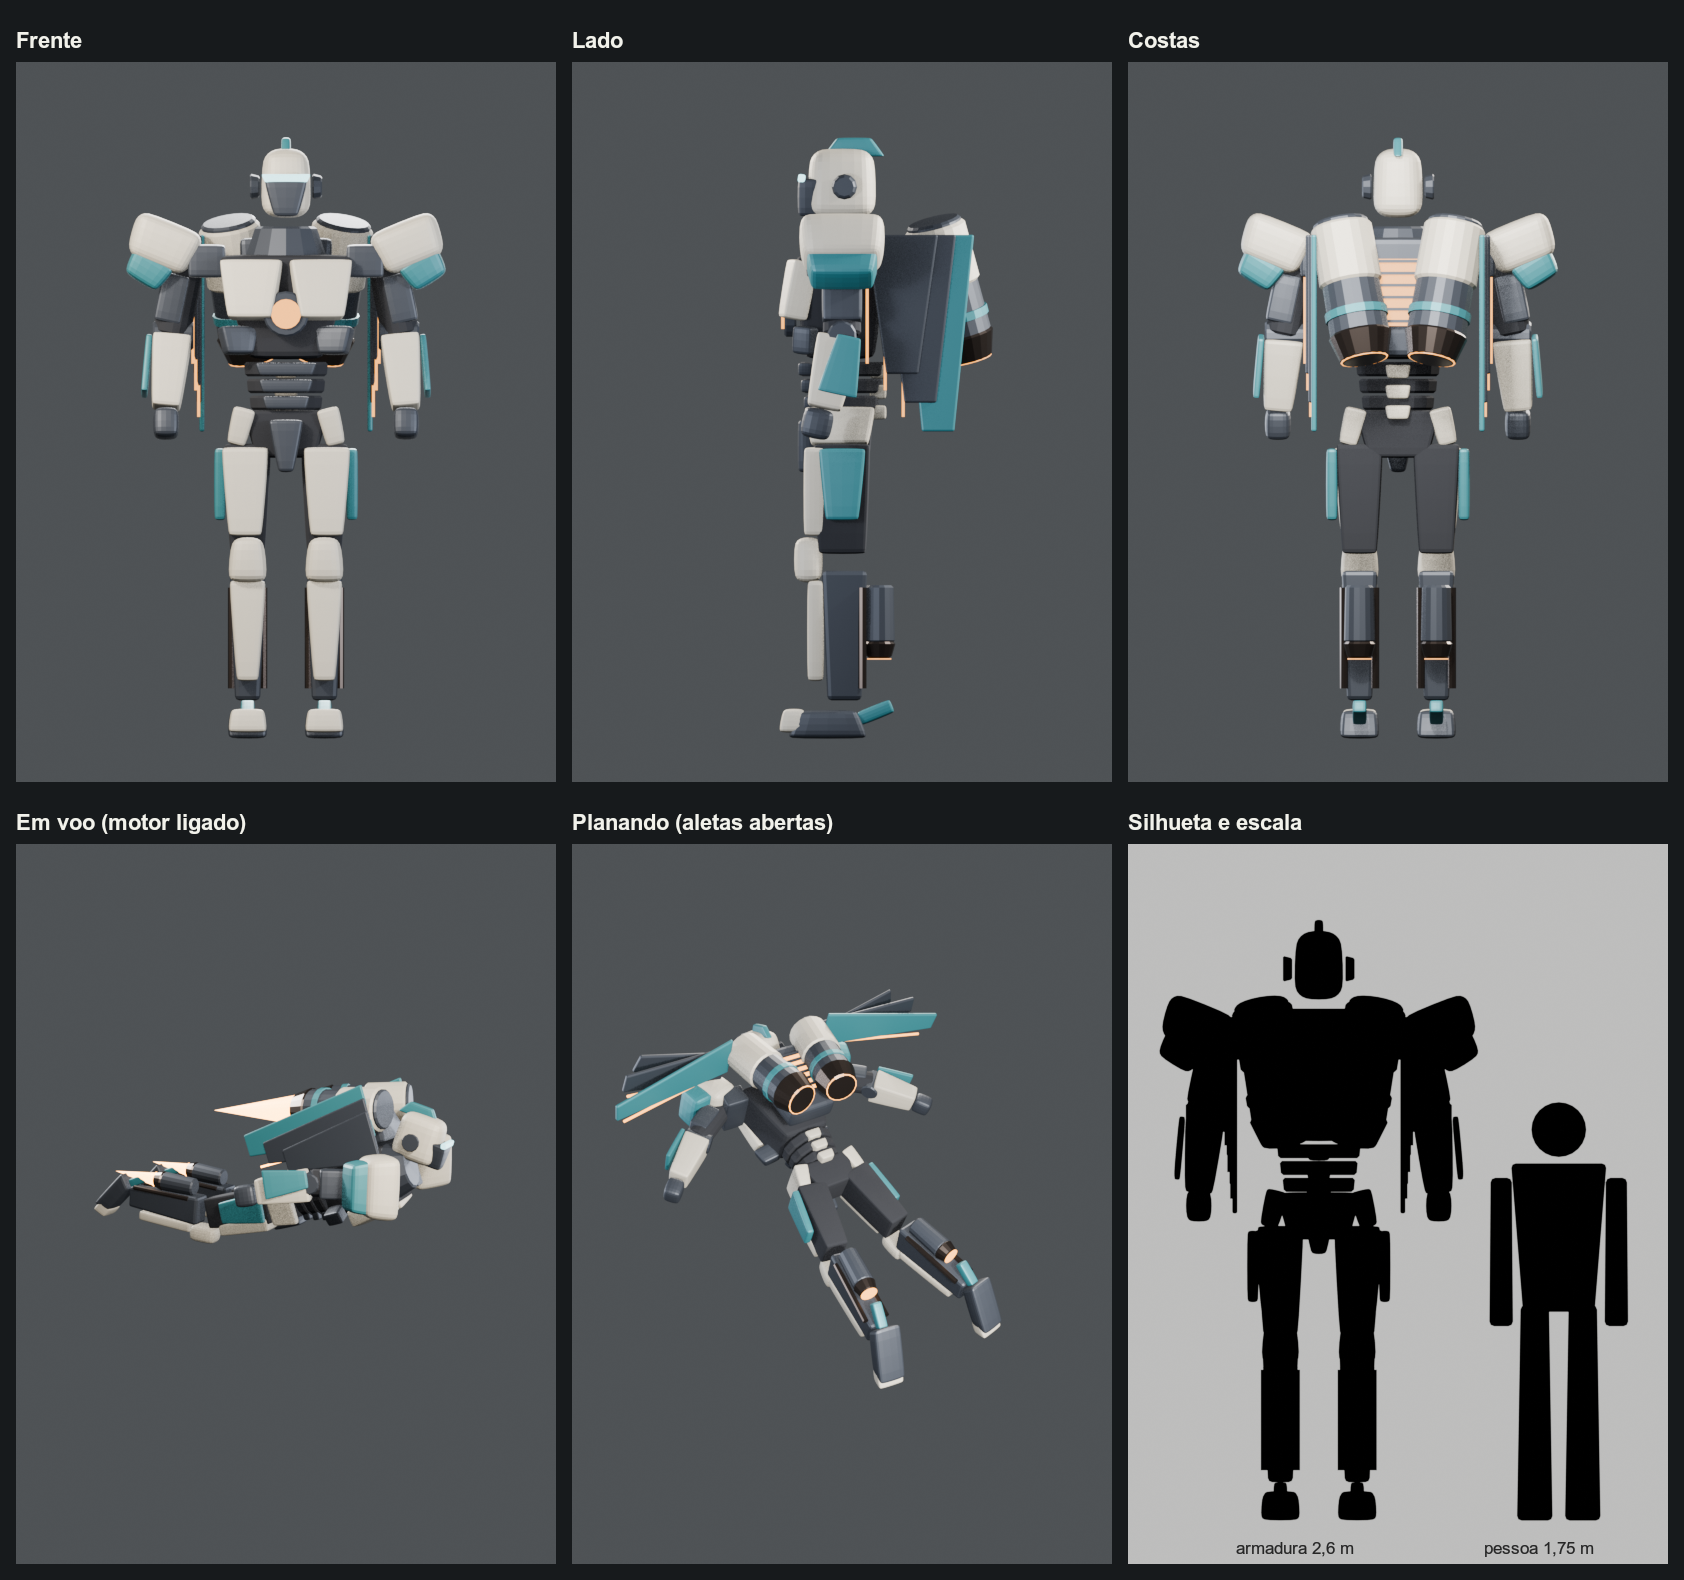 Frente
Lado
Costas
Em voo (motor ligado)
Planando (aletas abertas)
Silhueta e escala
armadura 2,6 m
pessoa 1,75 m